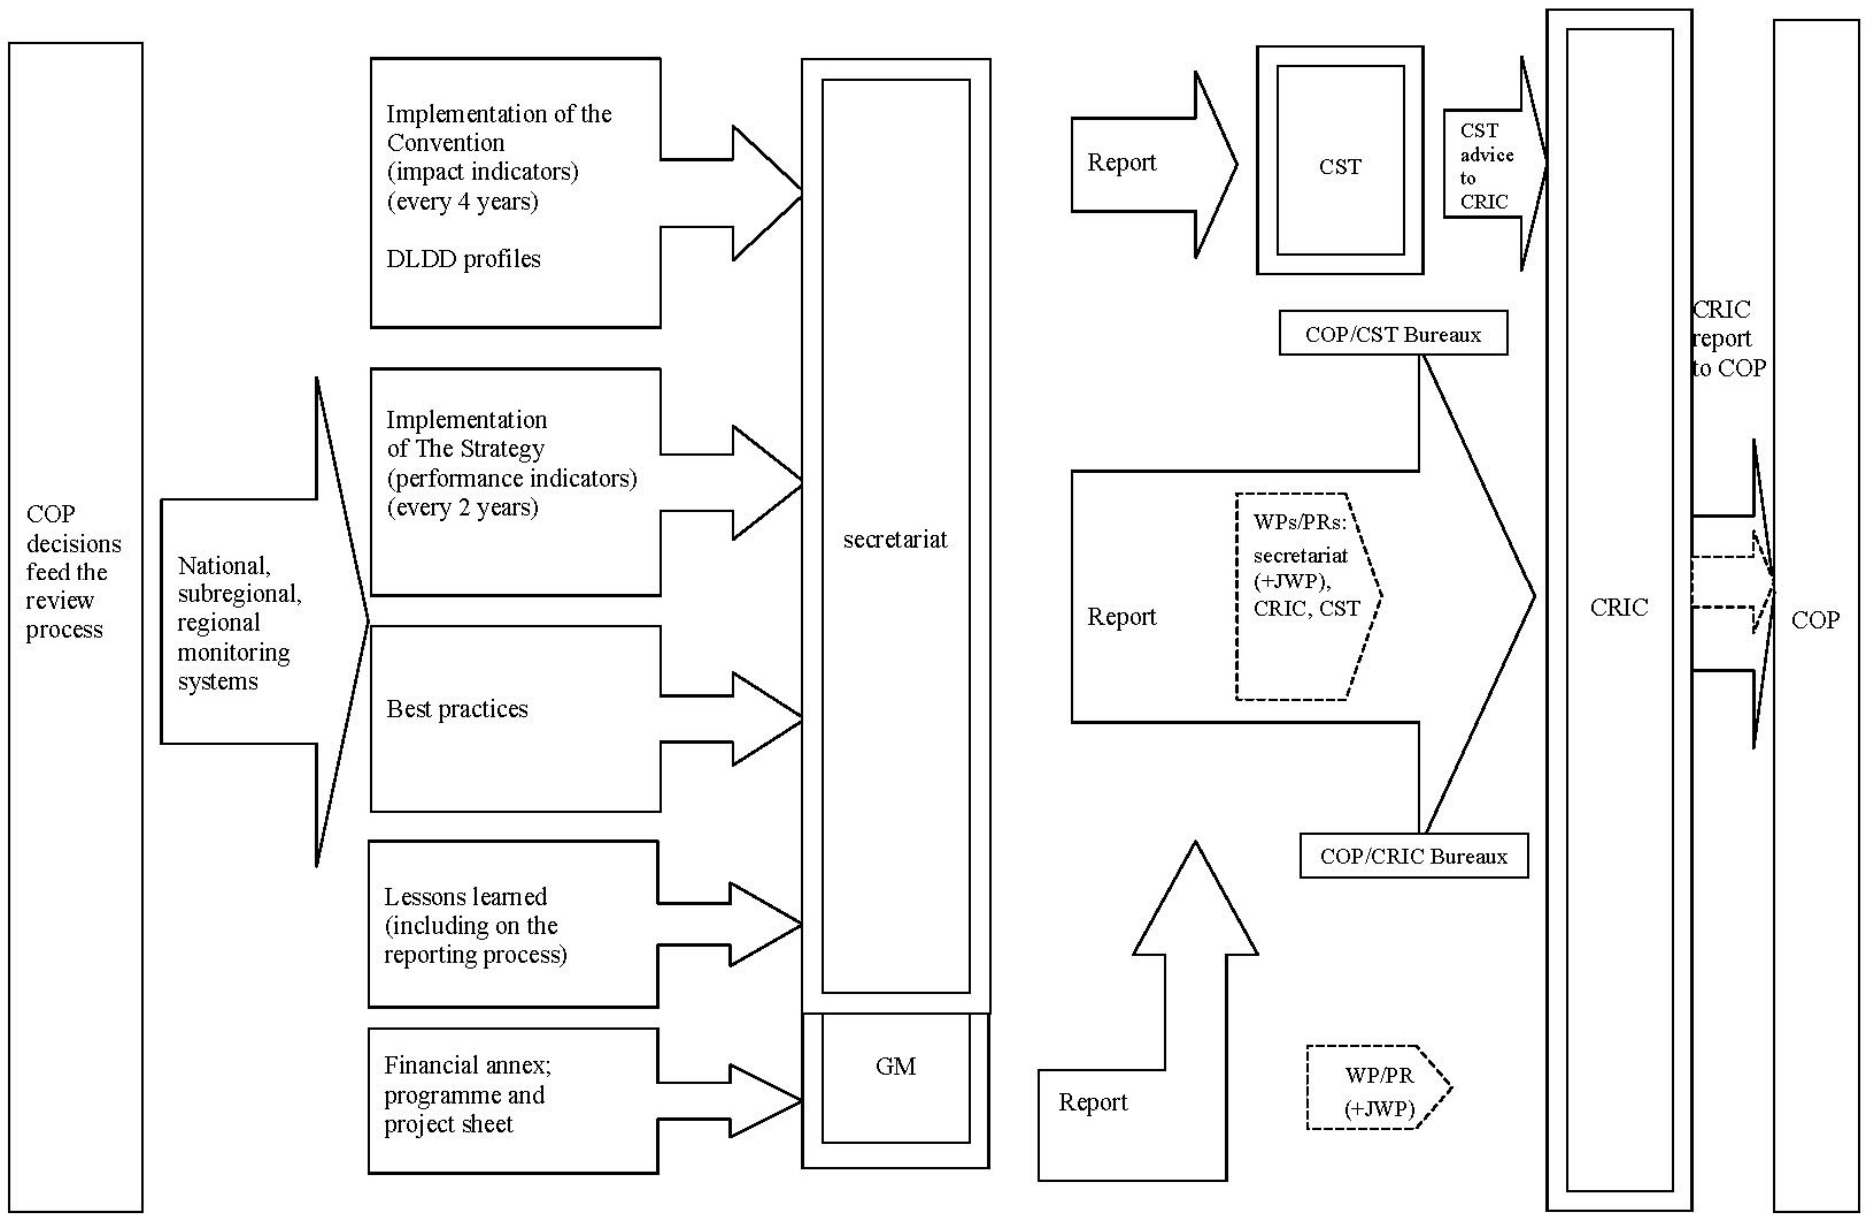 COP
decisions
feed the
review
process
National,
subregional,
regional
monitoring
systems
Implementation of the
Convention
(impact indicators)
(every 4 years)
DLDD profiles
Implementation
of The Strategy
(performance indicators)
(every 2 years)
Best practices
Lessons learned
(including on the
reporting process)
Financial annex;
programme and
project sheet
secretariat
GM
Report
CST
CST
advice
to
CRIC
COP/CST Bureaux
Report
WPs/PRs:
secretariat
(+JWP),
CRIC, CST
COP/CRIC Bureaux
Report
WP/PR
(+JWP)
CRIC
CRIC
report
to COP
COP